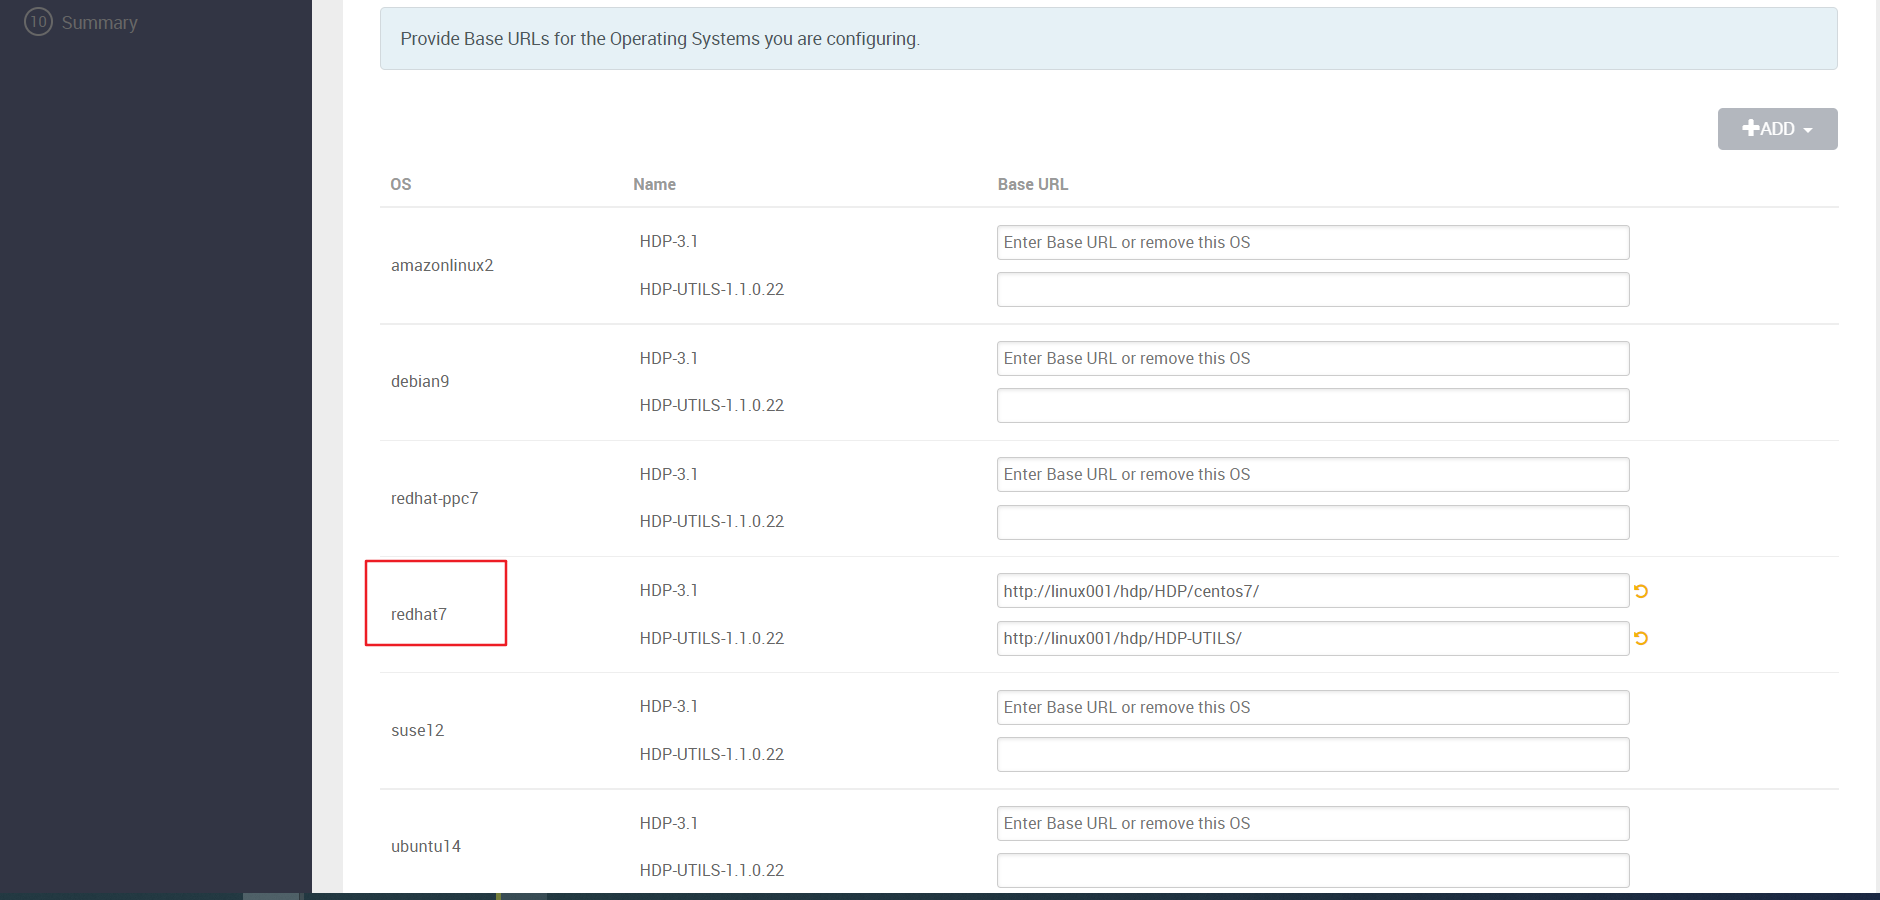 10 Summary
Provide Base URLs for the Operating Systems you are configuring.
ADD
OS Name Base URL
amazonlinux2
HDP-3.1 Enter Base URL or remove this OS
HDP-UTILS-1.1.0.22
debian9
HDP-3.1 Enter Base URL or remove this OS
HDP-UTILS-1.1.0.22
redhat-ppc7
HDP-3.1 Enter Base URL or remove this OS
HDP-UTILS-1.1.0.22
redhat7
HDP-3.1 http://linux001/hdp/HDP/centos7/
HDP-UTILS-1.1.0.22 http://linux001/hdp/HDP-UTILS/
suse12
HDP-3.1 Enter Base URL or remove this OS
HDP-UTILS-1.1.0.22
ubuntu14
HDP-3.1 Enter Base URL or remove this OS
HDP-UTILS-1.1.0.22